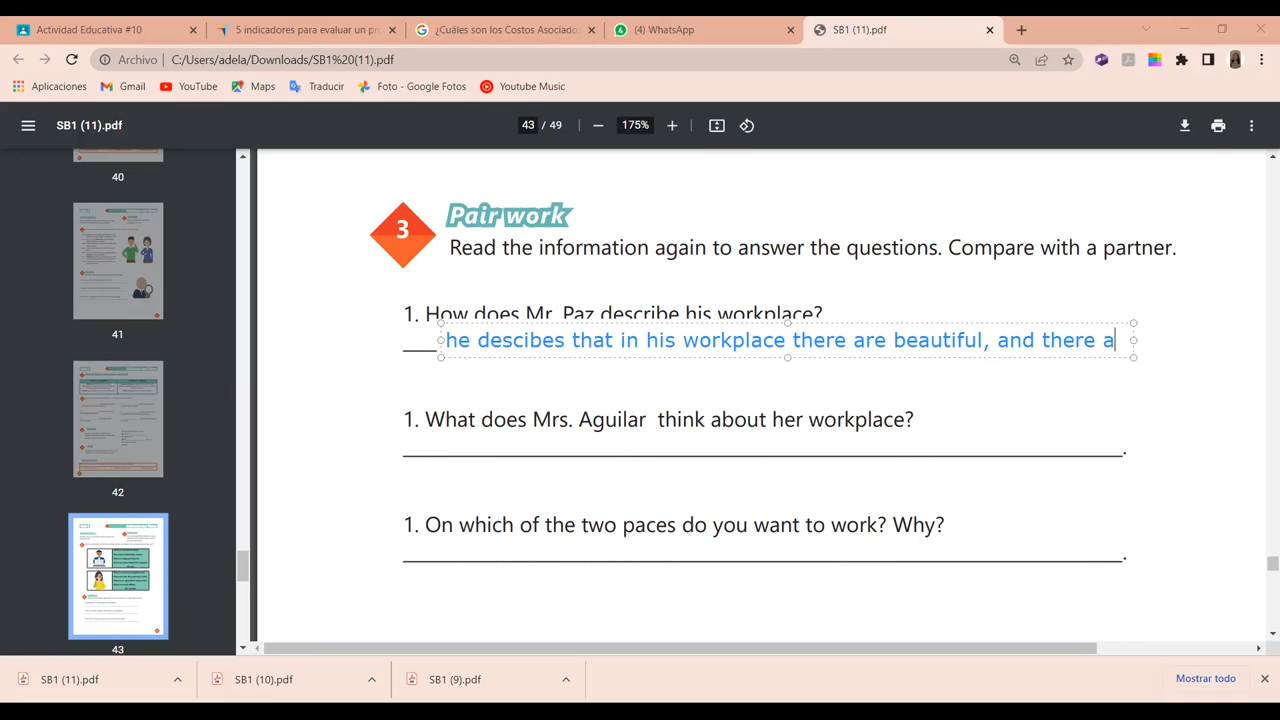 Actividad Educativa #10
5 indicadores para evaluar un pr
¿Cuáles son los Costos Asociado
(4) WhatsApp
SB1 (11).pdf
Archivo C:/Users/adela/Downloads/SB1%20(11).pdf
Aplicaciones
Gmail
YouTube
Maps
Traducir
Foto - Google Fotos
Youtube Music
SB1 (11).pdf
43 / 49
175%
40
41
42
43
3
Pair work
Read the information again to answer the questions. Compare with a partner.
1. How does Mr. Paz describe his workplace?
he descibes that in his workplace there are beautiful, and there a
1. What does Mrs. Aguilar think about her workplace?
1. On which of the two paces do you want to work? Why?
SB1 (11).pdf
SB1 (10).pdf
SB1 (9).pdf
Mostrar todo